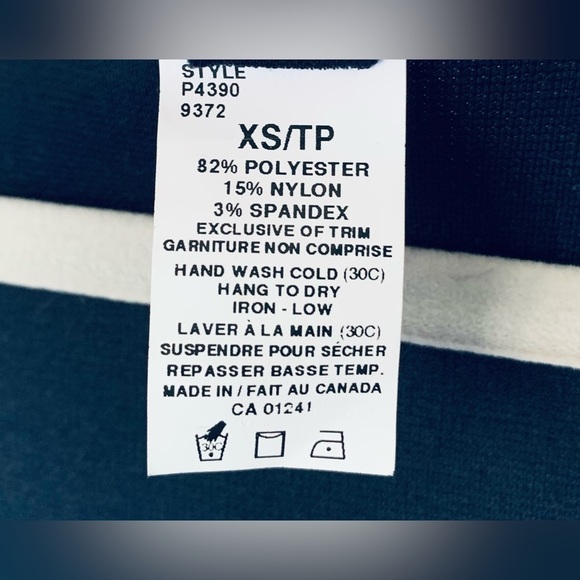 STYLE
P4390
9372
XS/TP
82% POLYESTER
15% NYLON
3% SPANDEX
EXCLUSIVE OF TRIM
GARNITURE NON COMPRISE
HAND WASH COLD (30C)
HANG TO DRY
IRON - LOW
LAVER À LA MAIN (30C)
SUSPENDRE POUR SÉCHER
REPASSER BASSE TEMP.
MADE IN / FAIT AU CANADA
CA 01241
30C